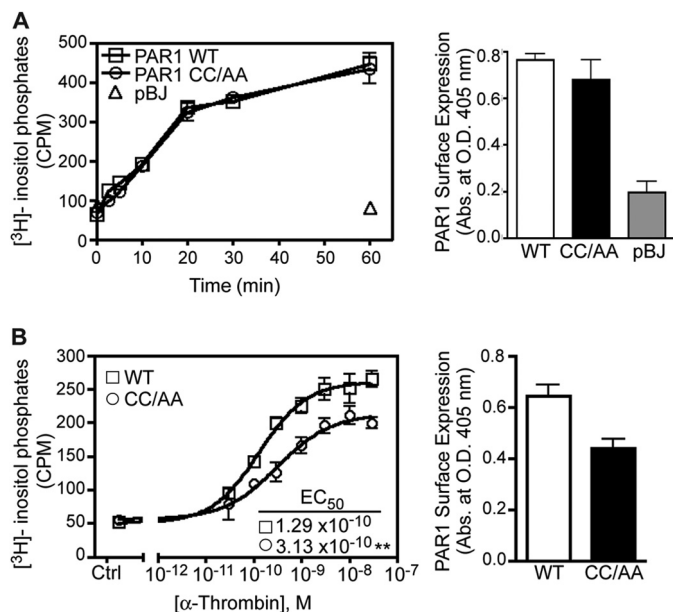 A
[³H]- inositol phosphates
(CPM)
500
400
300
200
100
0
PAR1 WT
PAR1 CC/AA
pBJ
0 10 20 30 40 50 60
Time (min)
PAR1 Surface Expression
(Abs. at O.D. 405 nm)
0.8
0.6
0.4
0.2
0.0
WT CC/AA pBJ
B
[³H]- inositol phosphates
(CPM)
300
250
200
150
100
50
0
WT
CC/AA
EC₅₀
1.29 x10⁻¹⁰
3.13 x10⁻¹⁰**
Ctrl 10⁻¹² 10⁻¹¹ 10⁻¹⁰ 10⁻⁹ 10⁻⁸ 10⁻⁷
[α-Thrombin], M
PAR1 Surface Expression
(Abs. at O.D. 405 nm)
0.8
0.6
0.4
0.2
0.0
WT CC/AA